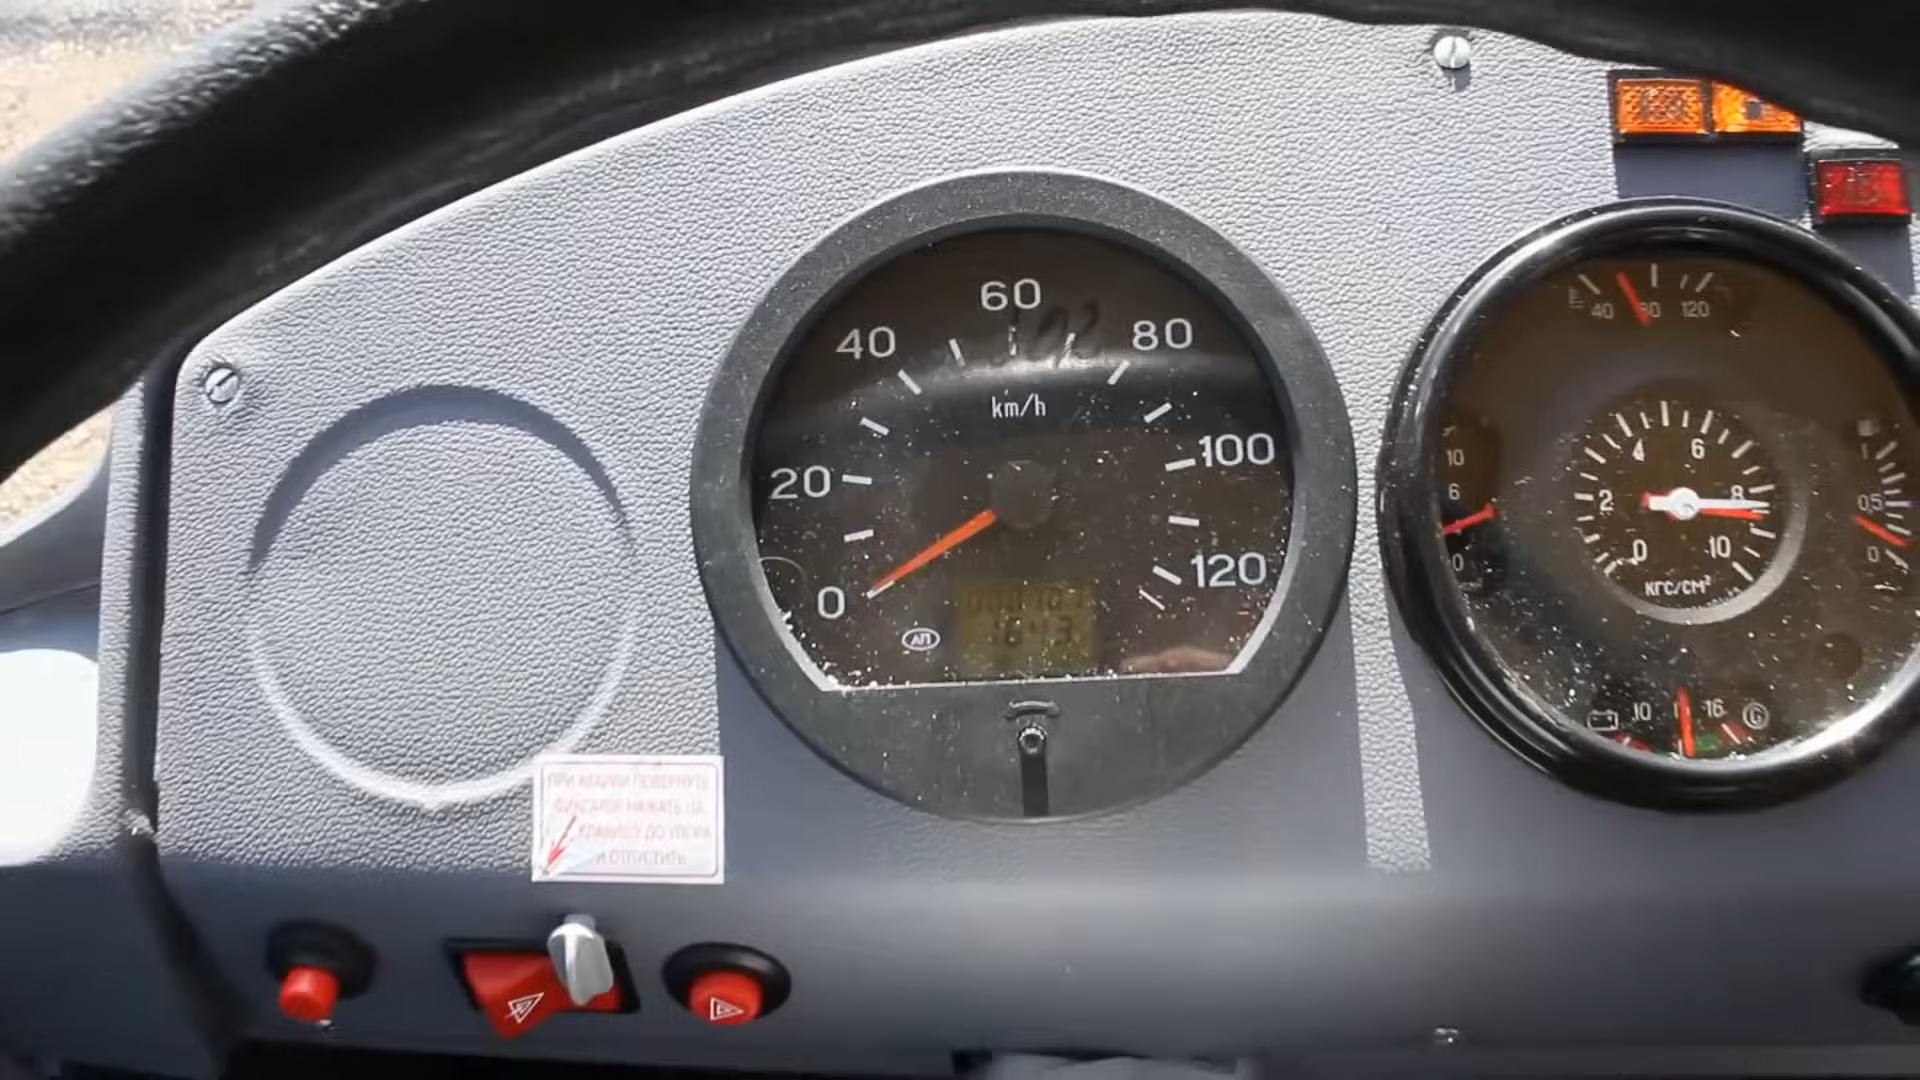 60
40
80
km/h
20
100
0
120
АП
1643
40 80 120
10
6
0
4 6
2 8
0 10
КГС/СМ²
1
0,5
0
10 16
G
ПРИ АВАРИИ ПОВЕРНУТЬ
ФИКСАТОР НАЖАТЬ НА
КЛАВИШУ ДО УПОРА
И ОТПУСТИТЬ